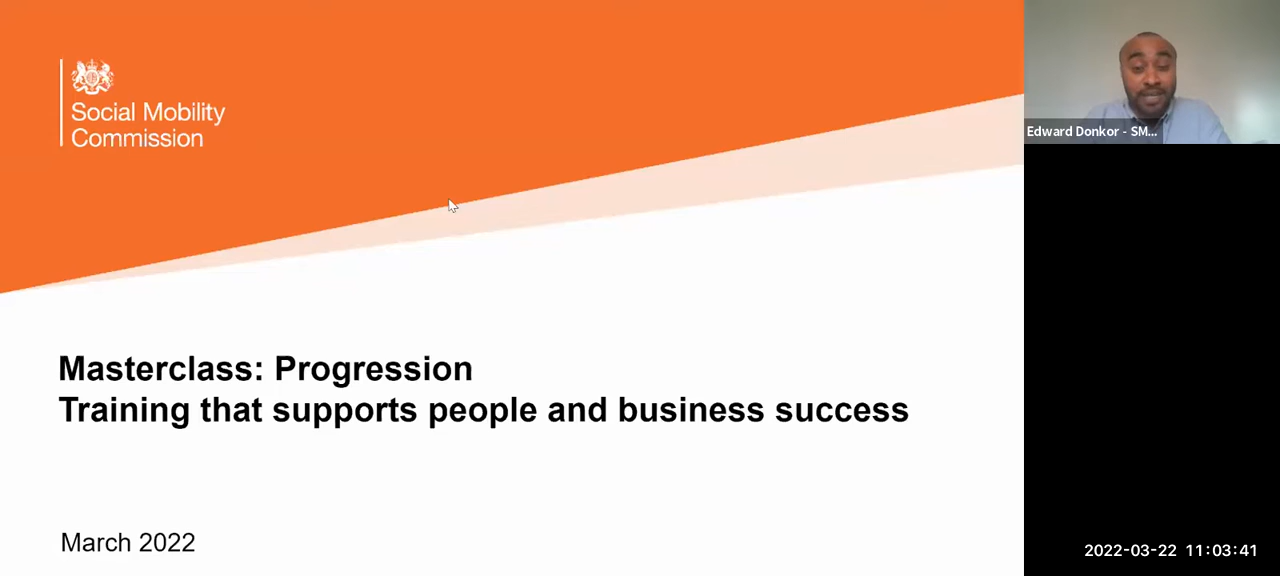 Social Mobility
Commission
Edward Donkor - SM...
Masterclass: Progression
Training that supports people and business success
March 2022
2022-03-22 11:03:41